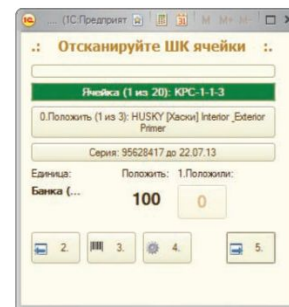 ... (1С:Предприят
M M+ M-
.: Отсканируйте ШК ячейки :.
Ячейка (1 из 20): КРС-1-1-3
0.Положить (1 из 3): HUSKY [Хаски] Interior _Exterior
Primer
Серия: 95628417 до 22.07.13
Единица: Положить: 1.Положили:
Банка (... 100 0
2. 3. 4. 5.